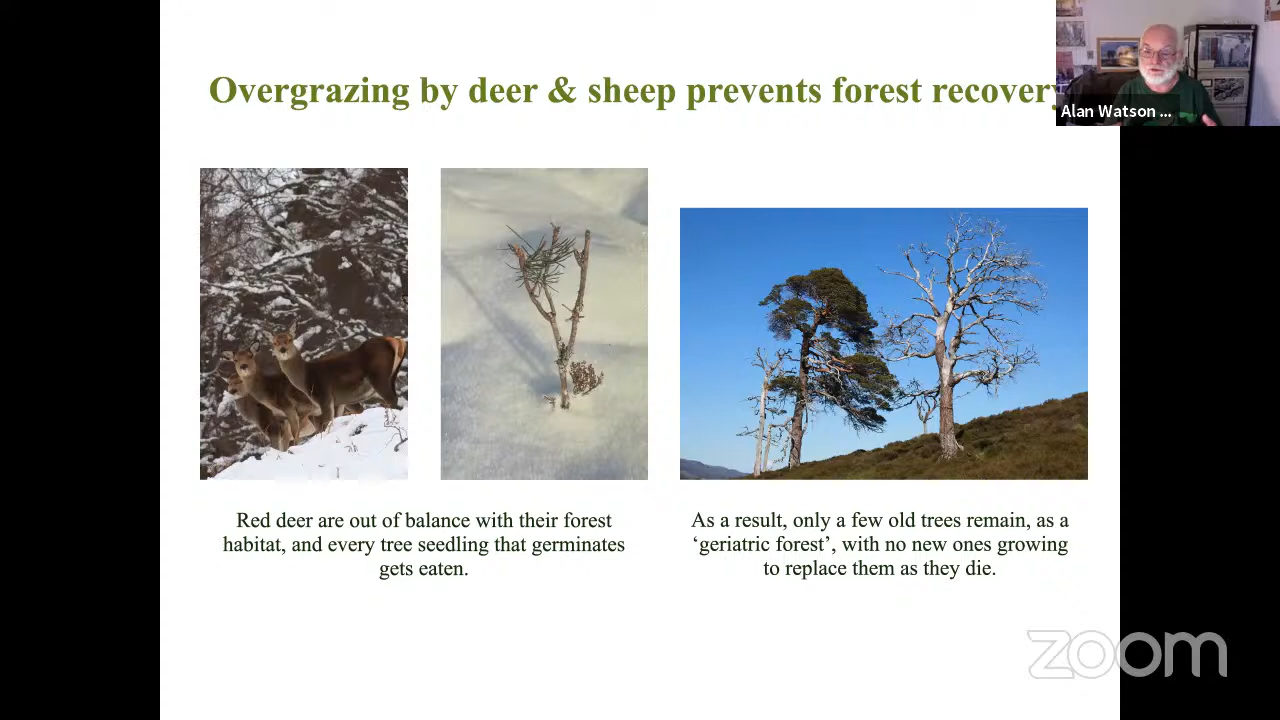 Overgrazing by deer & sheep prevents forest recovery
Alan Watson ...
Red deer are out of balance with their forest
habitat, and every tree seedling that germinates
gets eaten.
As a result, only a few old trees remain, as a
‘geriatric forest’, with no new ones growing
to replace them as they die.
zoom